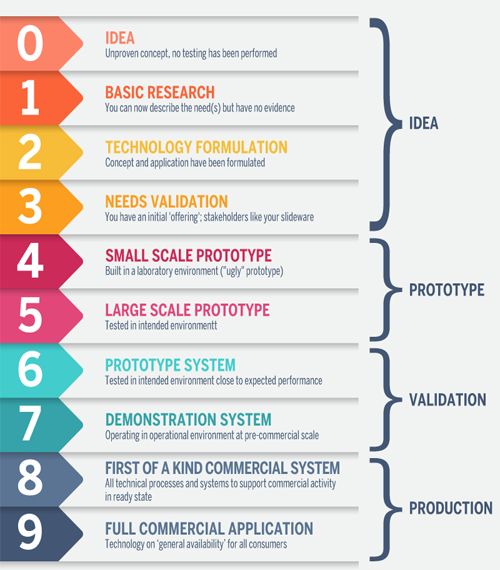 0
IDEA
Unproven concept, no testing has been performed
1
BASIC RESEARCH
You can now describe the need(s) but have no evidence
2
TECHNOLOGY FORMULATION
Concept and application have been formulated
3
NEEDS VALIDATION
You have an initial 'offering'; stakeholders like your slideware
IDEA
4
SMALL SCALE PROTOTYPE
Built in a laboratory environment ("ugly" prototype)
5
LARGE SCALE PROTOTYPE
Tested in intended environmentt
PROTOTYPE
6
PROTOTYPE SYSTEM
Tested in intended environment close to expected performance
7
DEMONSTRATION SYSTEM
Operating in operational environment at pre-commercial scale
VALIDATION
8
FIRST OF A KIND COMMERCIAL SYSTEM
All technical processes and systems to support commercial activity
in ready state
9
FULL COMMERCIAL APPLICATION
Technology on 'general availability' for all consumers
PRODUCTION